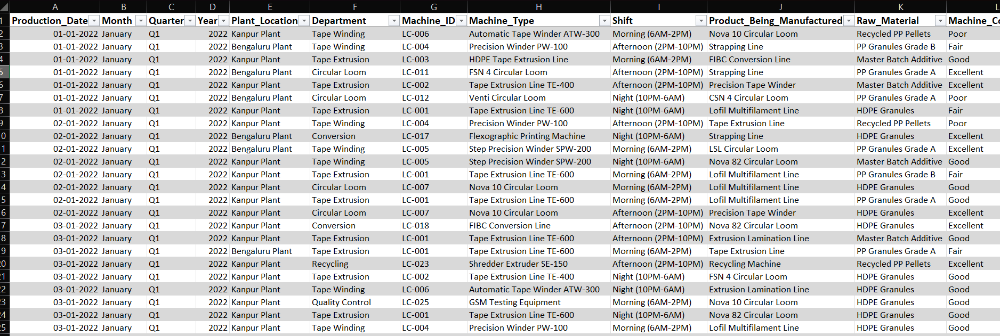 A B C D E F G H I J K L
1 Production_Date Month Quarter Year Plant_Location Department Machine_ID Machine_Type Shift Product_Being_Manufactured Raw_Material
2 01-01-2022 January Q1 2022 Kanpur Plant Tape Winding LC-006 Automatic Tape Winder ATW-300 Morning (6AM-2PM) Nova 10 Circular Loom Recycled PP Pellets Poor
3 01-01-2022 January Q1 2022 Bengaluru Plant Tape Winding LC-004 Precision Winder PW-100 Afternoon (2PM-10PM) Strapping Line PP Granules Grade B Fair
4 01-01-2022 January Q1 2022 Kanpur Plant Tape Winding LC-003 HDPE Tape Extrusion Line Morning (6AM-2PM) FIBC Conversion Line Master Batch Additive Good
5 01-01-2022 January Q1 2022 Bengaluru Plant Circular Loom LC-011 FSN 4 Circular Loom Afternoon (2PM-10PM) Strapping Line PP Granules Grade A Excellent
6 01-01-2022 January Q1 2022 Kanpur Plant Tape Extrusion LC-002 Tape Extrusion Line TE-400 Afternoon (2PM-10PM) Precision Tape Winder Master Batch Additive Excellent
7 01-01-2022 January Q1 2022 Bengaluru Plant Circular Loom LC-012 Venti Circular Loom Night (10PM-6AM) CSN 4 Circular Loom PP Granules Grade A Poor
8 01-01-2022 January Q1 2022 Kanpur Plant Tape Extrusion LC-001 Tape Extrusion Line TE-600 Night (10PM-6AM) Lofil Multifilament Line HDPE Granules Fair
9 02-01-2022 January Q1 2022 Kanpur Plant Tape Winding LC-004 Precision Winder PW-100 Afternoon (2PM-10PM) Tape Extrusion Line Recycled PP Pellets Poor
0 02-01-2022 January Q1 2022 Bengaluru Plant Conversion LC-017 Flexographic Printing Machine Night (10PM-6AM) Strapping Line HDPE Granules Excellent
1 02-01-2022 January Q1 2022 Bengaluru Plant Tape Winding LC-005 Step Precision Winder SPW-200 Morning (6AM-2PM) LSL Circular Loom PP Granules Grade A Excellent
2 02-01-2022 January Q1 2022 Kanpur Plant Tape Winding LC-005 Step Precision Winder SPW-200 Night (10PM-6AM) Nova 82 Circular Loom Master Batch Additive Good
3 02-01-2022 January Q1 2022 Kanpur Plant Tape Extrusion LC-001 Tape Extrusion Line TE-600 Morning (6AM-2PM) Lofil Multifilament Line PP Granules Grade B Fair
4 02-01-2022 January Q1 2022 Kanpur Plant Circular Loom LC-007 Nova 10 Circular Loom Morning (6AM-2PM) Lofil Multifilament Line HDPE Granules Good
5 02-01-2022 January Q1 2022 Kanpur Plant Tape Extrusion LC-001 Tape Extrusion Line TE-600 Morning (6AM-2PM) Lofil Multifilament Line PP Granules Grade A Good
6 02-01-2022 January Q1 2022 Kanpur Plant Circular Loom LC-007 Nova 10 Circular Loom Afternoon (2PM-10PM) Precision Tape Winder HDPE Granules Excellent
7 03-01-2022 January Q1 2022 Kanpur Plant Conversion LC-018 FIBC Conversion Line Afternoon (2PM-10PM) Nova 82 Circular Loom HDPE Granules Excellent
8 03-01-2022 January Q1 2022 Kanpur Plant Tape Extrusion LC-001 Tape Extrusion Line TE-600 Afternoon (2PM-10PM) Extrusion Lamination Line Master Batch Additive Good
9 03-01-2022 January Q1 2022 Bengaluru Plant Tape Extrusion LC-001 Tape Extrusion Line TE-600 Morning (6AM-2PM) Tape Extrusion Line PP Granules Grade A Fair
20 03-01-2022 January Q1 2022 Kanpur Plant Recycling LC-023 Shredder Extruder SE-150 Afternoon (2PM-10PM) Recycling Machine Recycled PP Pellets Excellent
21 03-01-2022 January Q1 2022 Kanpur Plant Tape Extrusion LC-002 Tape Extrusion Line TE-400 Night (10PM-6AM) FSN 4 Circular Loom HDPE Granules Good
22 03-01-2022 January Q1 2022 Kanpur Plant Tape Winding LC-006 Automatic Tape Winder ATW-300 Night (10PM-6AM) Extrusion Lamination Line HDPE Granules Good
23 03-01-2022 January Q1 2022 Kanpur Plant Quality Control LC-025 GSM Testing Equipment Morning (6AM-2PM) Nova 10 Circular Loom HDPE Granules Good
24 03-01-2022 January Q1 2022 Kanpur Plant Tape Extrusion LC-001 Tape Extrusion Line TE-600 Night (10PM-6AM) Nova 82 Circular Loom HDPE Granules Good
25 03-01-2022 January Q1 2022 Kanpur Plant Tape Winding LC-004 Precision Winder PW-100 Morning (6AM-2PM) Lofil Multifilament Line HDPE Granules Good